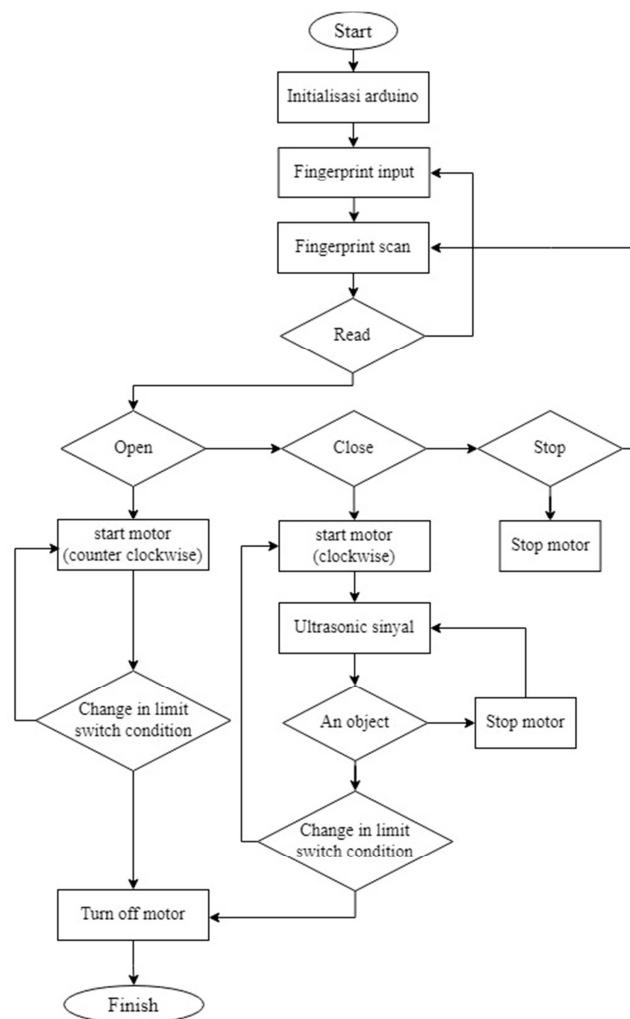 Start
Initialisasi arduino
Fingerprint input
Fingerprint scan
Read
Open
Close
Stop
start motor
(counter clockwise)
start motor
(clockwise)
Stop motor
Ultrasonic sinyal
Change in limit
switch condition
An object
Stop motor
Change in limit
switch condition
Turn off motor
Finish